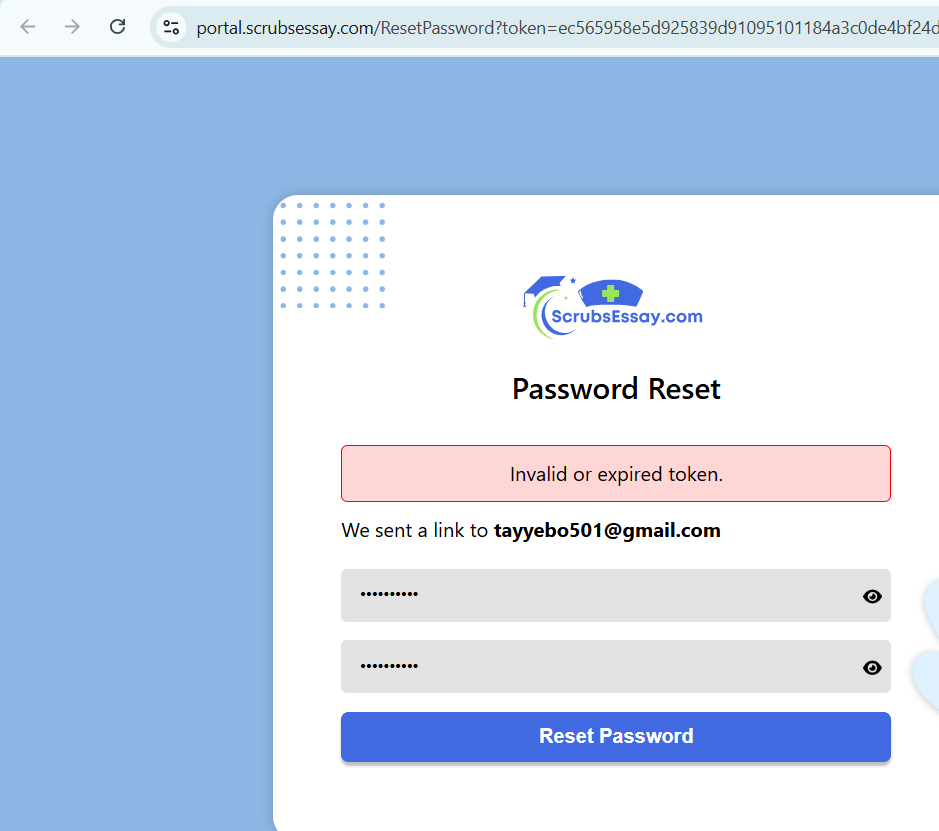 portal.scrubsessay.com/ResetPassword?token=ec565958e5d925839d91095101184a3c0de4bf24d
ScrubsEssay.com
Password Reset
Invalid or expired token.
We sent a link to tayyebo501@gmail.com
••••••••••
••••••••••
Reset Password